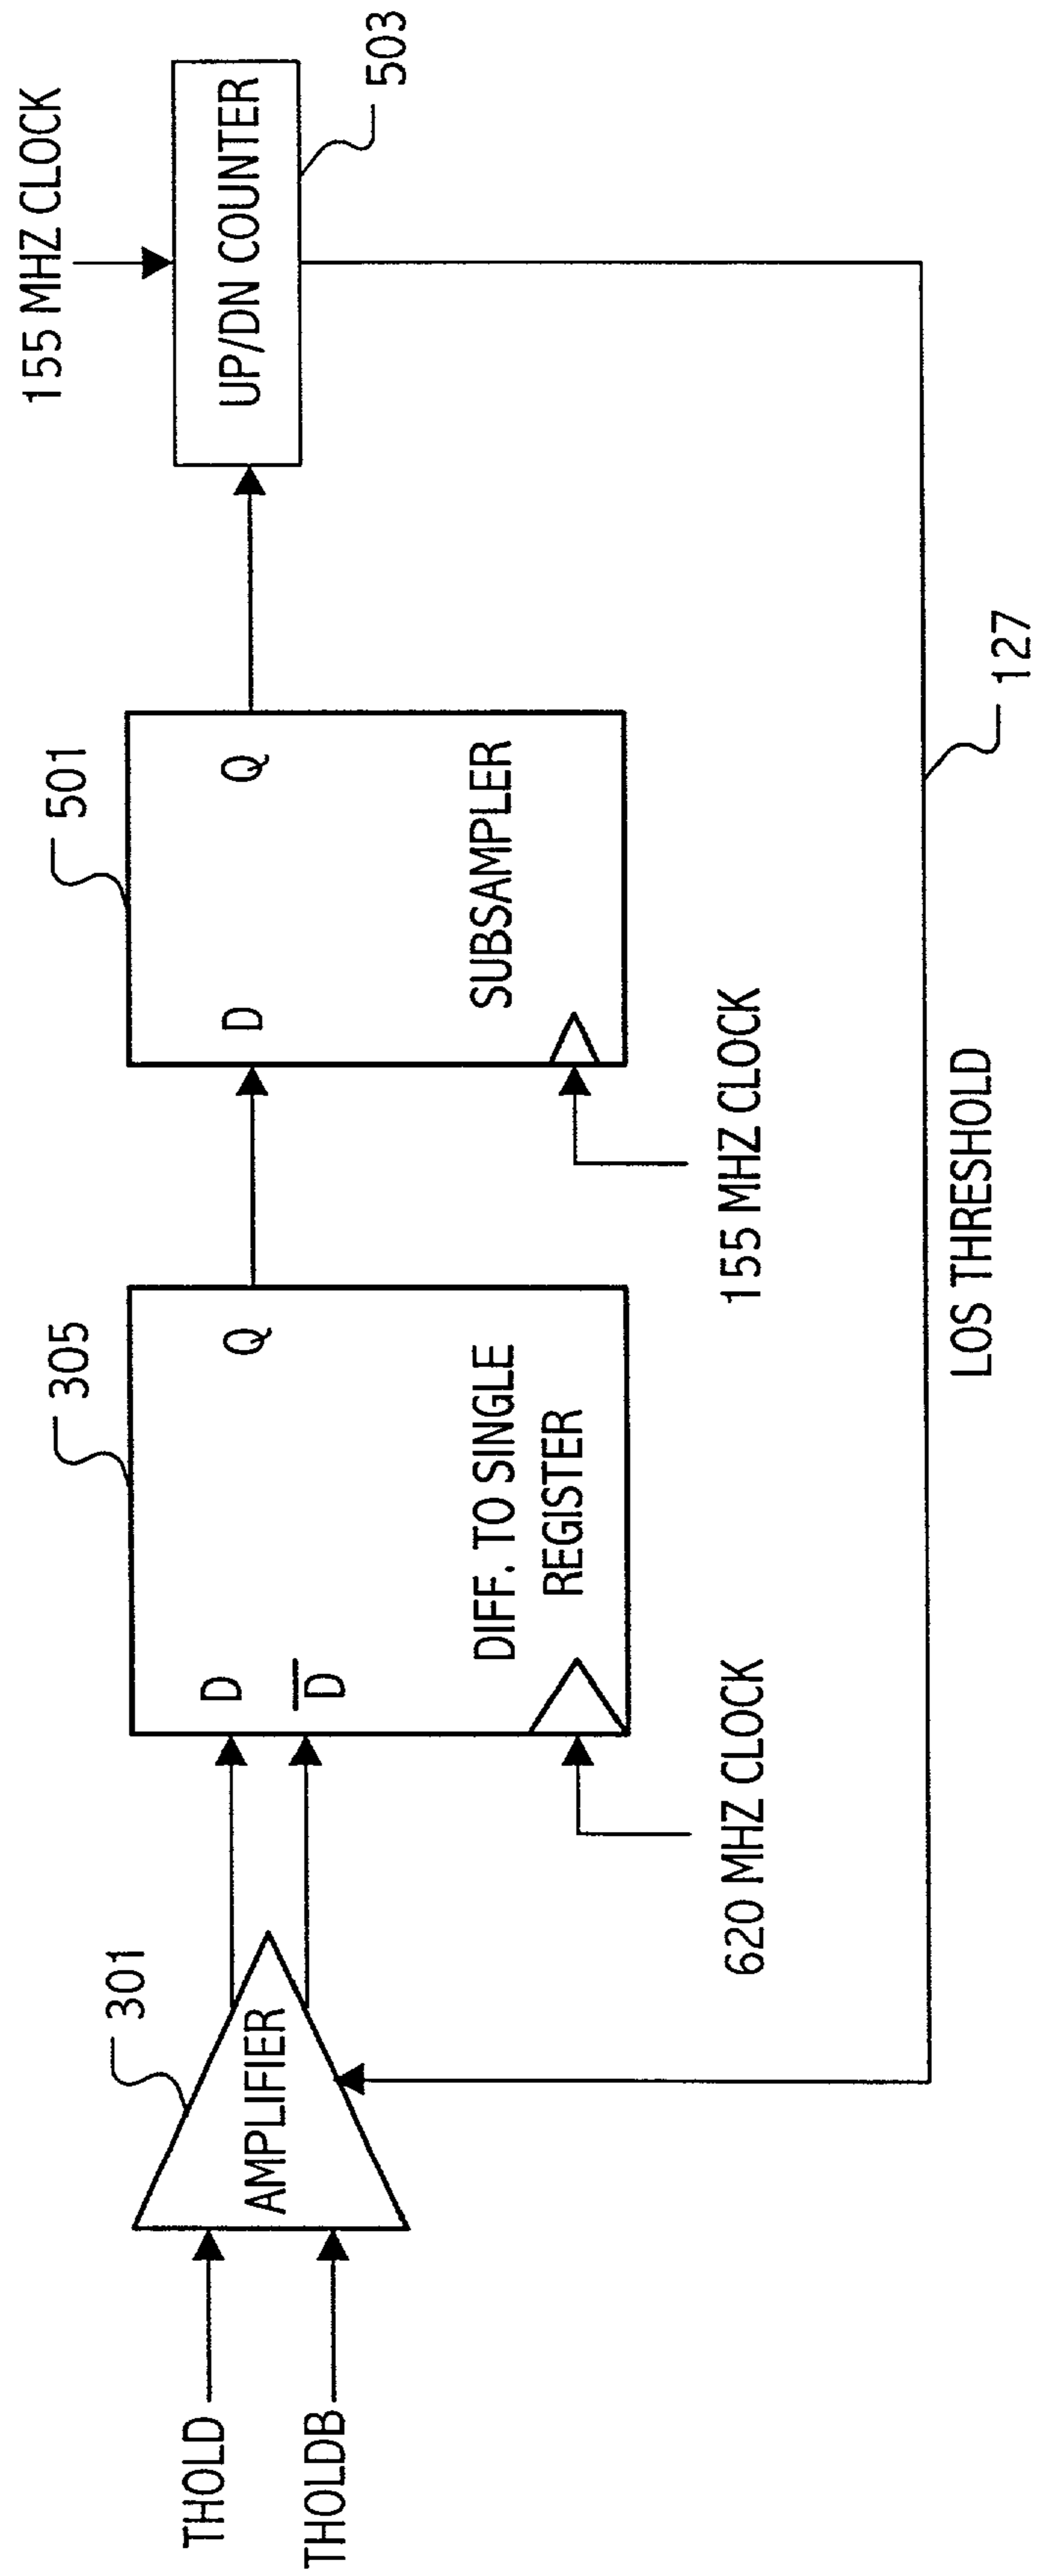 THOLD
THOLDB
AMPLIFIER
301
D
D
Q
DIFF. TO SINGLE
REGISTER
305
620 MHZ CLOCK
D
Q
SUBSAMPLER
501
155 MHZ CLOCK
UP/DN COUNTER
155 MHZ CLOCK
503
LOS THRESHOLD
127